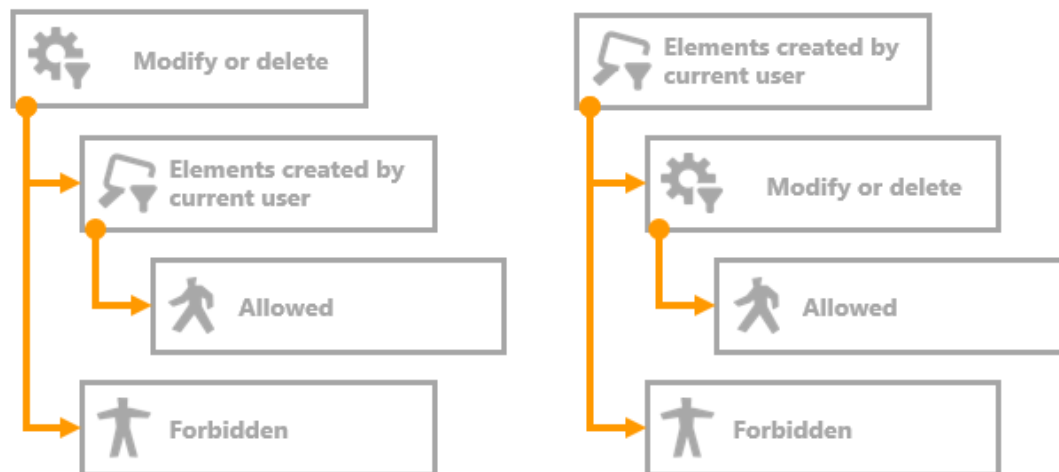 Modify or delete
Elements created by
current user
Allowed
Forbidden
Elements created by
current user
Modify or delete
Allowed
Forbidden